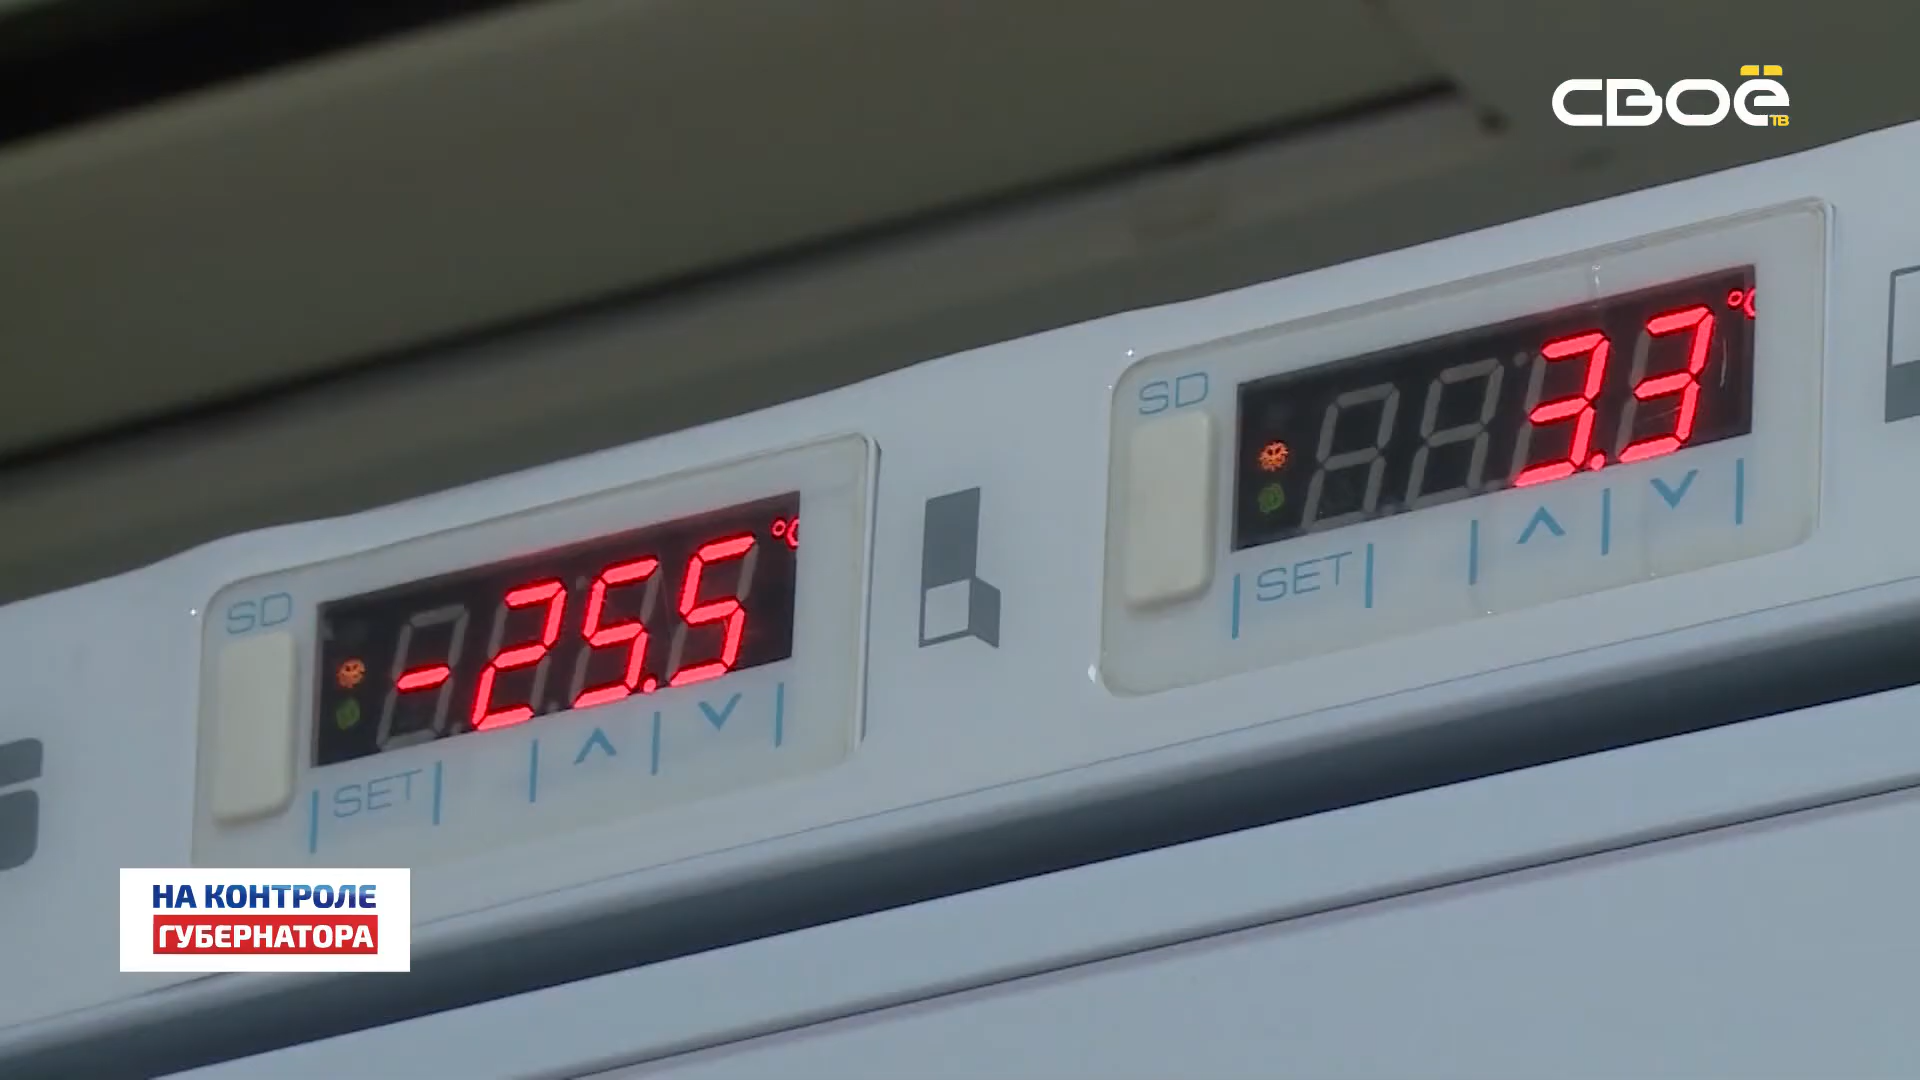 СВОЁ
ТВ
SD
3.3 °C
SET
SD
-25.5 °C
SET
НА КОНТРОЛЕ
ГУБЕРНАТОРА